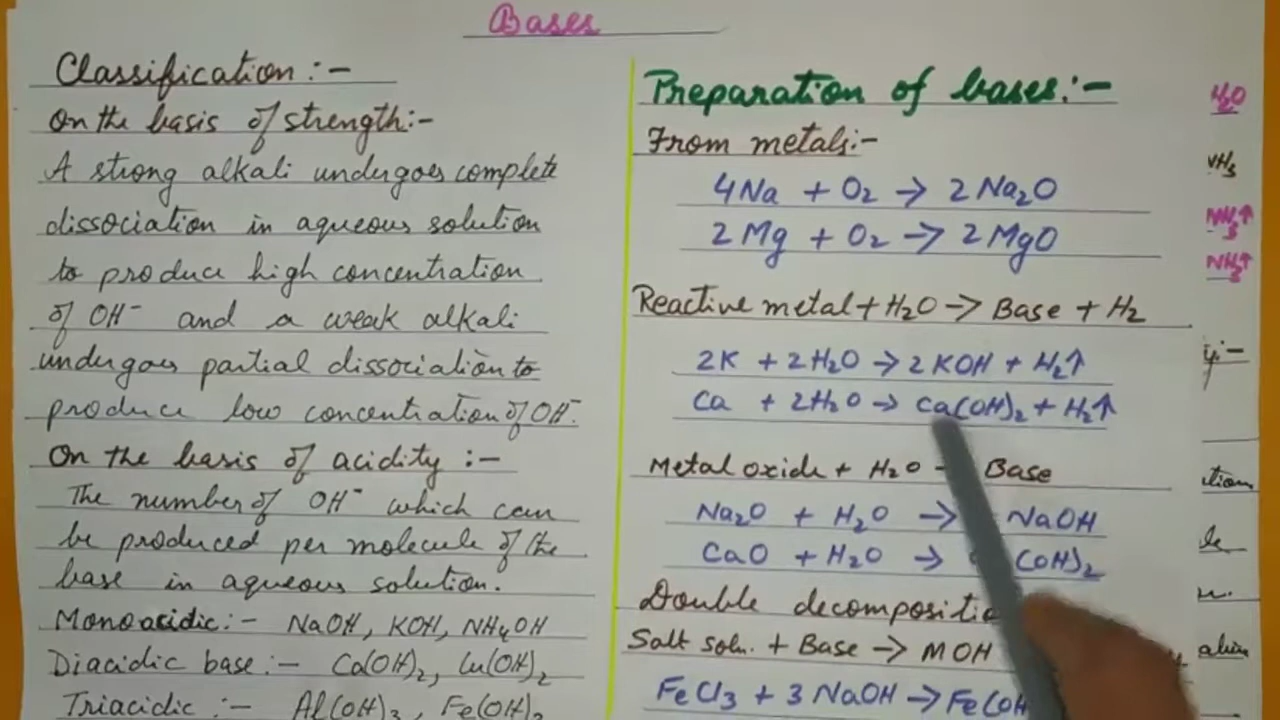 Bases
Classification :-
On the basis of strength:-
A strong alkali undergoes complete
dissociation in aqueous solution
to produce high concentration
of OH⁻ and a weak alkali
undergoes partial dissociation to
produce low concentration of OH⁻.
On the basis of acidity :-
The number of OH⁻ which can
be produced per molecule of the
base in aqueous solution.
Monoacidic :- NaOH, KOH, NH₄OH
Diacidic base :- Ca(OH)₂, Cu(OH)₂
Triacidic :- Al(OH)₃, Fe(OH)₃
Preparation of bases:-
From metals:-
4Na + O₂ → 2Na₂O
2Mg + O₂ → 2MgO
Reactive metal + H₂O → Base + H₂
2K + 2H₂O → 2KOH + H₂↑
Ca + 2H₂O → Ca(OH)₂ + H₂↑
Metal oxide + H₂O Base
Na₂O + H₂O → NaOH
CaO + H₂O → (OH)₂
Double
Salt soln. + Base → MOH
FeCl₃ + 3NaOH → Fe(OH
H₂O
NH₃↑
NH₃↑